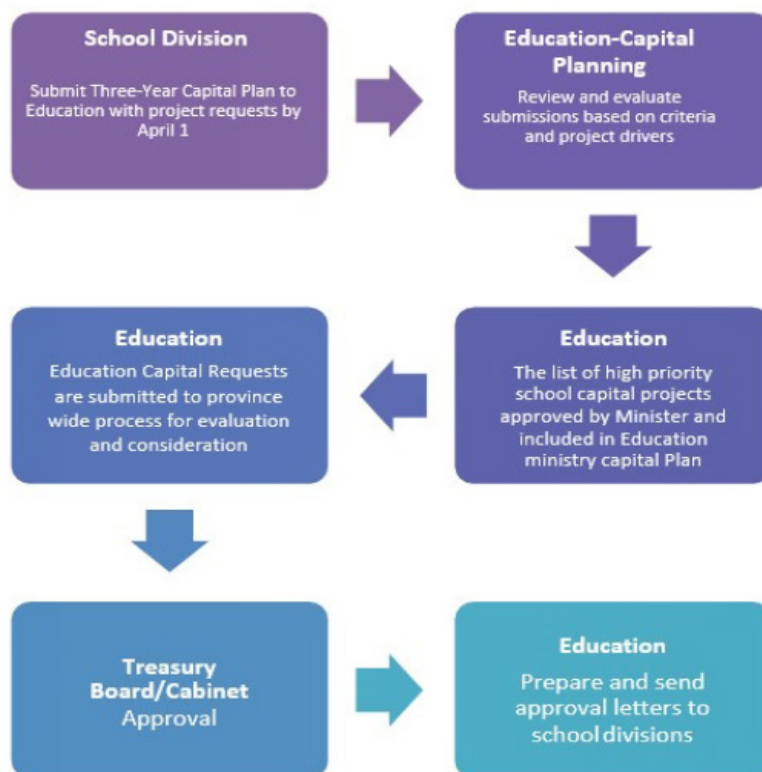 School Division
Submit Three-Year Capital Plan to
Education with project requests by
April 1
Education-Capital
Planning
Review and evaluate
submissions based on criteria
and project drivers
Education
The list of high priority
school capital projects
approved by Minister and
included in Education
ministry capital Plan
Education
Education Capital Requests
are submitted to province
wide process for evaluation
and consideration
Treasury
Board/Cabinet
Approval
Education
Prepare and send
approval letters to
school divisions